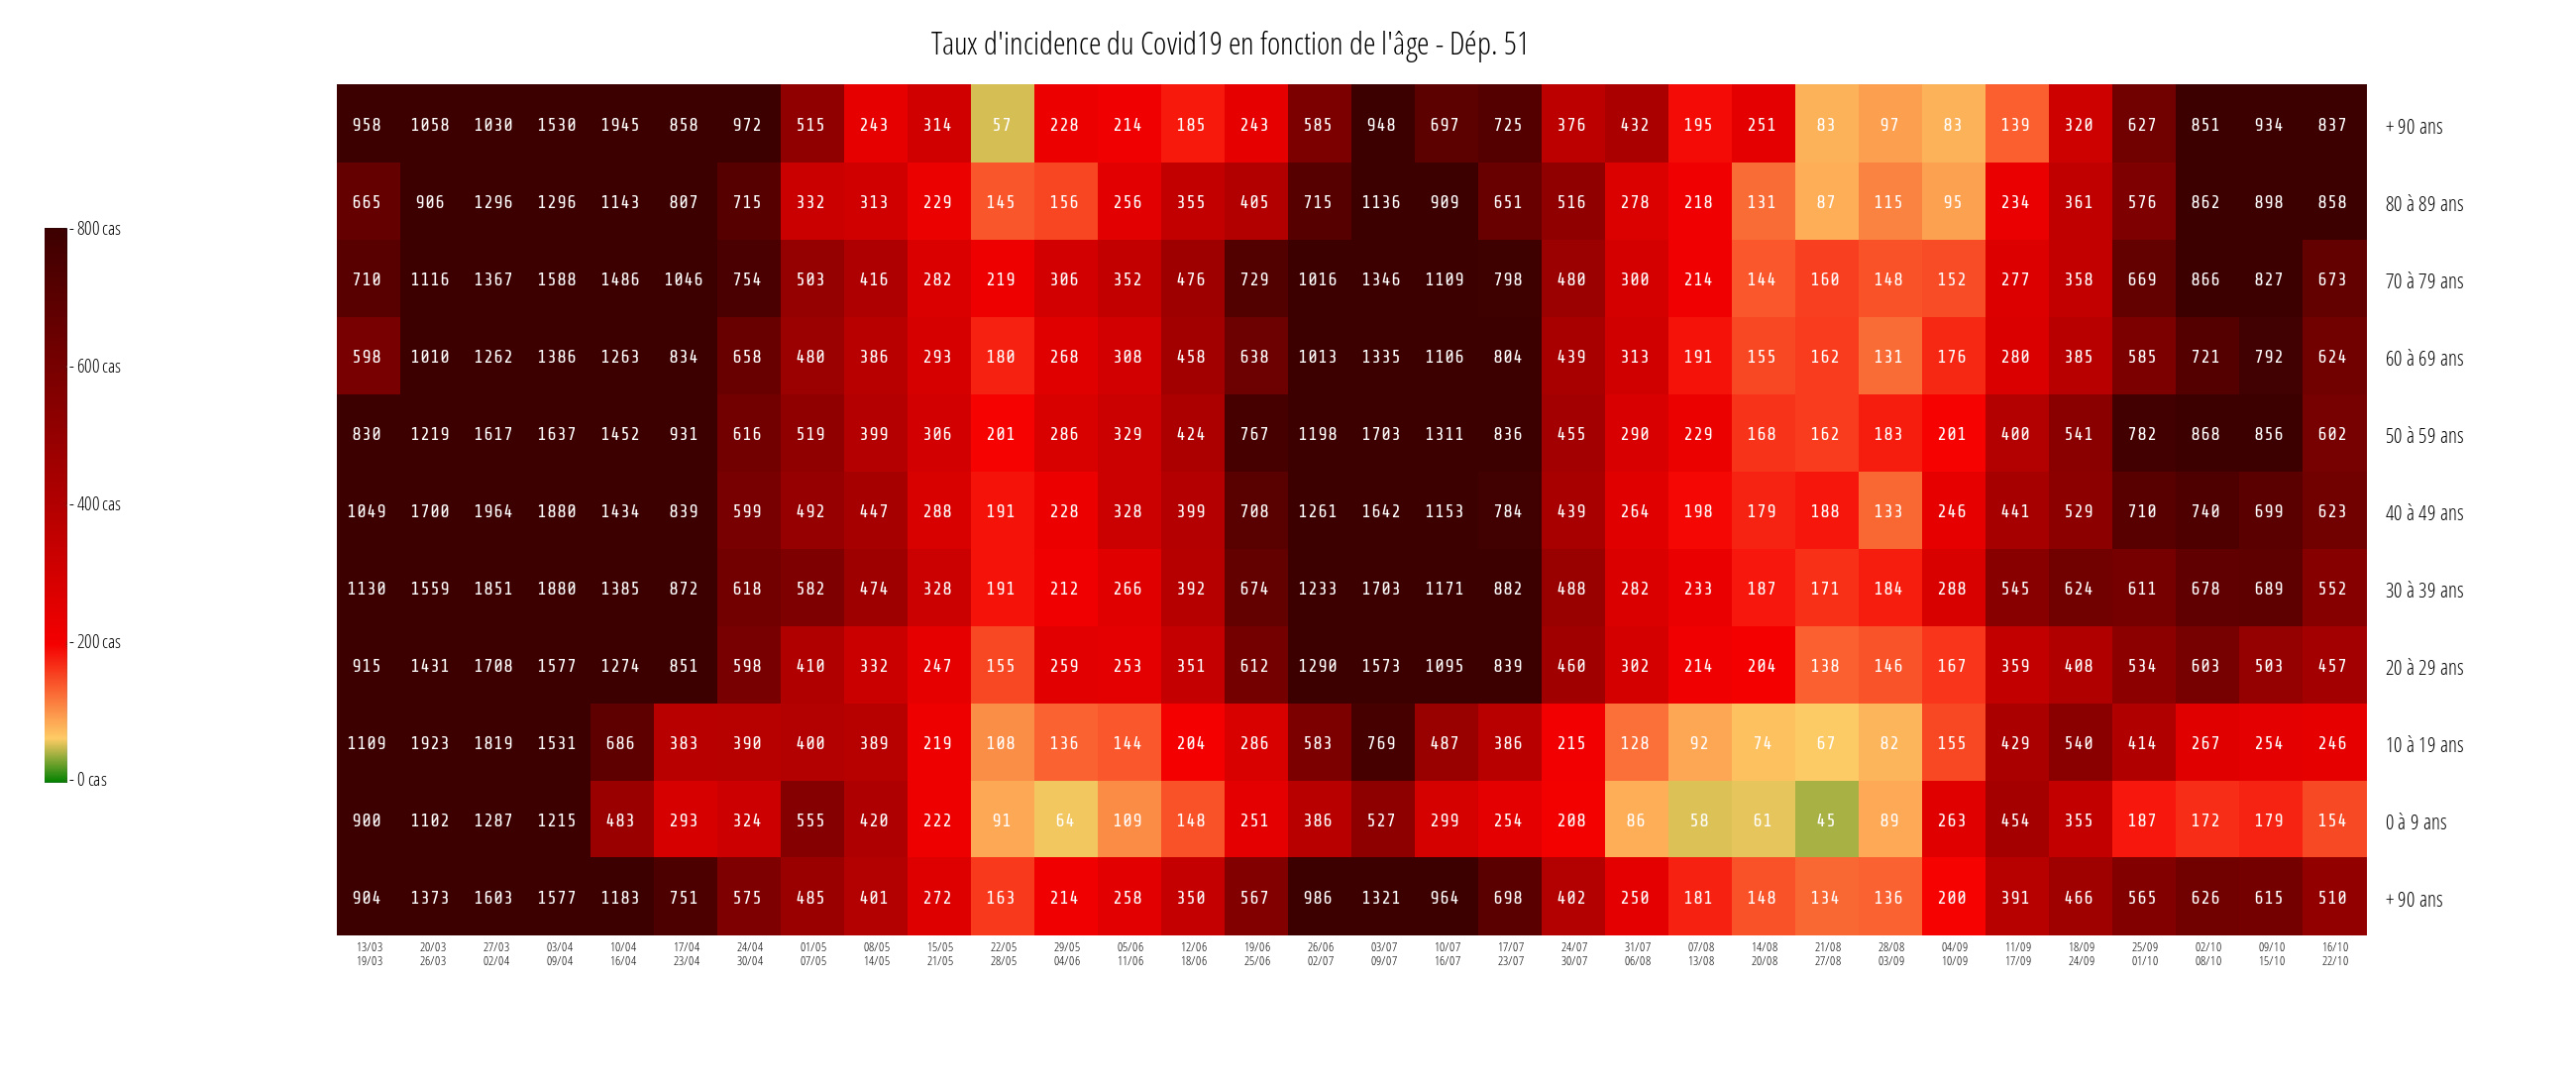 Taux d'incidence du Covid19 en fonction de l'âge - Dép. 51
- 800 cas
- 600 cas
- 400 cas
- 200 cas
- 0 cas
958 1058 1030 1530 1945 858 972 515 243 314 57 228 214 185 243 585 948 697 725 376 432 195 251 83 97 83 139 320 627 851 934 837 + 90 ans
665 906 1296 1296 1143 807 715 332 313 229 145 156 256 355 405 715 1136 909 651 516 278 218 131 87 115 95 234 361 576 862 898 858 80 à 89 ans
710 1116 1367 1588 1486 1046 754 503 416 282 219 306 352 476 729 1016 1346 1109 798 480 300 214 144 160 148 152 277 358 669 866 827 673 70 à 79 ans
598 1010 1262 1386 1263 834 658 480 386 293 180 268 308 458 638 1013 1335 1106 804 439 313 191 155 162 131 176 280 385 585 721 792 624 60 à 69 ans
830 1219 1617 1637 1452 931 616 519 399 306 201 286 329 424 767 1198 1703 1311 836 455 290 229 168 162 183 201 400 541 782 868 856 602 50 à 59 ans
1049 1700 1964 1880 1434 839 599 492 447 288 191 228 328 399 708 1261 1642 1153 784 439 264 198 179 188 133 246 441 529 710 740 699 623 40 à 49 ans
1130 1559 1851 1880 1385 872 618 582 474 328 191 212 266 392 674 1233 1703 1171 882 488 282 233 187 171 184 288 545 624 611 678 689 552 30 à 39 ans
915 1431 1708 1577 1274 851 598 410 332 247 155 259 253 351 612 1290 1573 1095 839 460 302 214 204 138 146 167 359 408 534 603 503 457 20 à 29 ans
1109 1923 1819 1531 686 383 390 400 389 219 108 136 144 204 286 583 769 487 386 215 128 92 74 67 82 155 429 540 414 267 254 246 10 à 19 ans
900 1102 1287 1215 483 293 324 555 420 222 91 64 109 148 251 386 527 299 254 208 86 58 61 45 89 263 454 355 187 172 179 154 0 à 9 ans
904 1373 1603 1577 1183 751 575 485 401 272 163 214 258 350 567 986 1321 964 698 402 250 181 148 134 136 200 391 466 565 626 615 510 + 90 ans
13/03 20/03 27/03 03/04 10/04 17/04 24/04 01/05 08/05 15/05 22/05 29/05 05/06 12/06 19/06 26/06 03/07 10/07 17/07 24/07 31/07 07/08 14/08 21/08 28/08 04/09 11/09 18/09 25/09 02/10 09/10 16/10
19/03 26/03 02/04 09/04 16/04 23/04 30/04 07/05 14/05 21/05 28/05 04/06 11/06 18/06 25/06 02/07 09/07 16/07 23/07 30/07 06/08 13/08 20/08 27/08 03/09 10/09 17/09 24/09 01/10 08/10 15/10 22/10